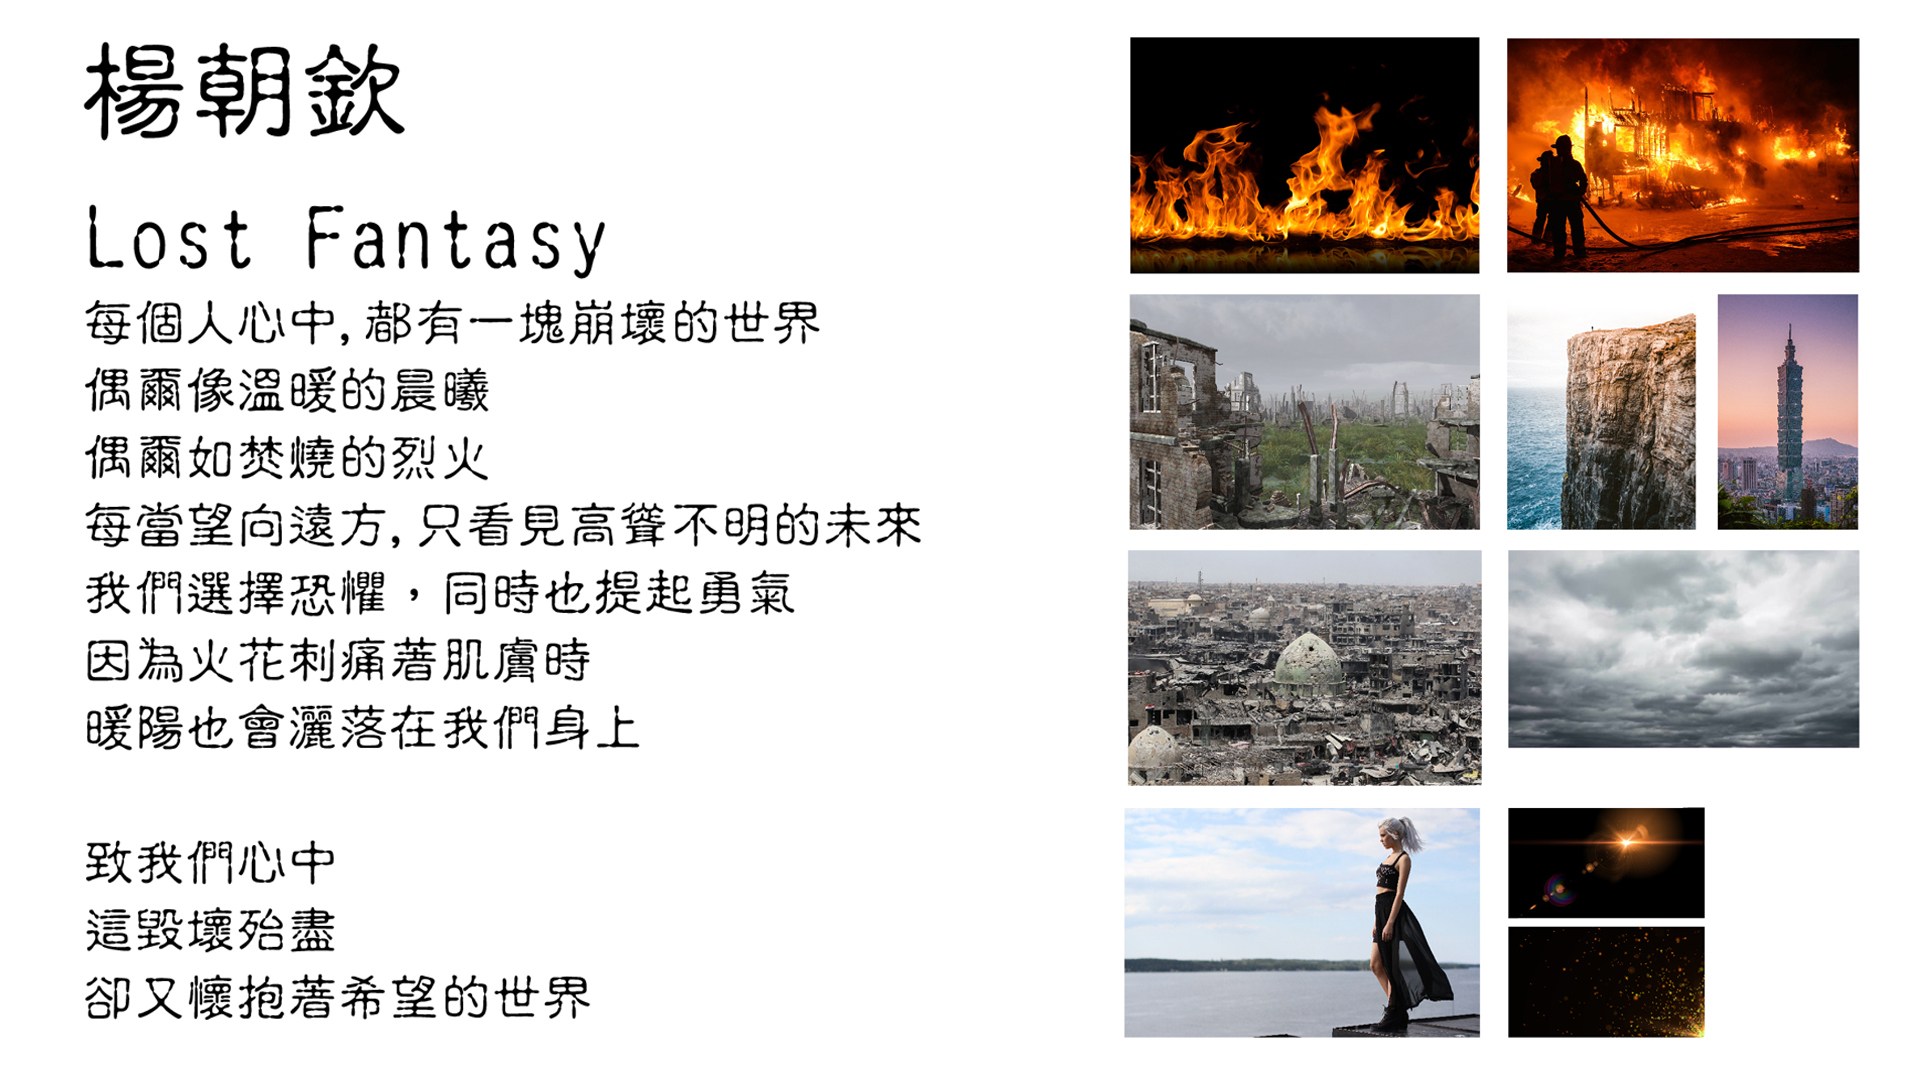 楊朝欽
Lost Fantasy
每個人心中,都有一塊崩壞的世界
偶爾像溫暖的晨曦
偶爾如焚燒的烈火
每當望向遠方,只看見高聳不明的未來
我們選擇恐懼，同時也提起勇氣
因為火花刺痛著肌膚時
暖陽也會灑落在我們身上
致我們心中
這毀壞殆盡
卻又懷抱著希望的世界